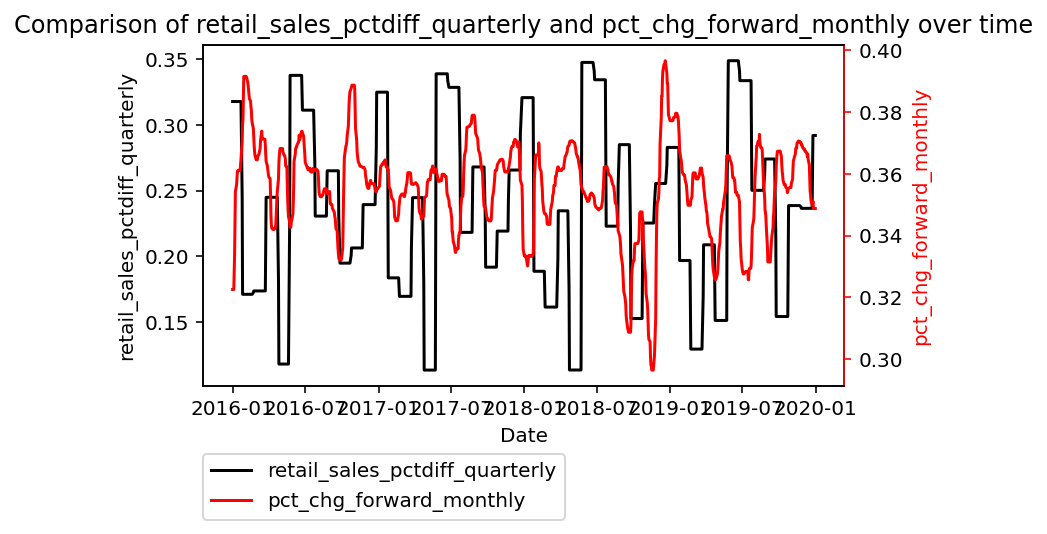 Comparison of retail_sales_pctdiff_quarterly and pct_chg_forward_monthly over time
retail_sales_pctdiff_quarterly
0.35
0.30
0.25
0.20
0.15
0.40
0.38
0.36
0.34
0.32
0.30
pct_chg_forward_monthly
2016-01 2016-07 2017-01 2017-07 2018-01 2018-07 2019-01 2019-07 2020-01
Date
retail_sales_pctdiff_quarterly
pct_chg_forward_monthly